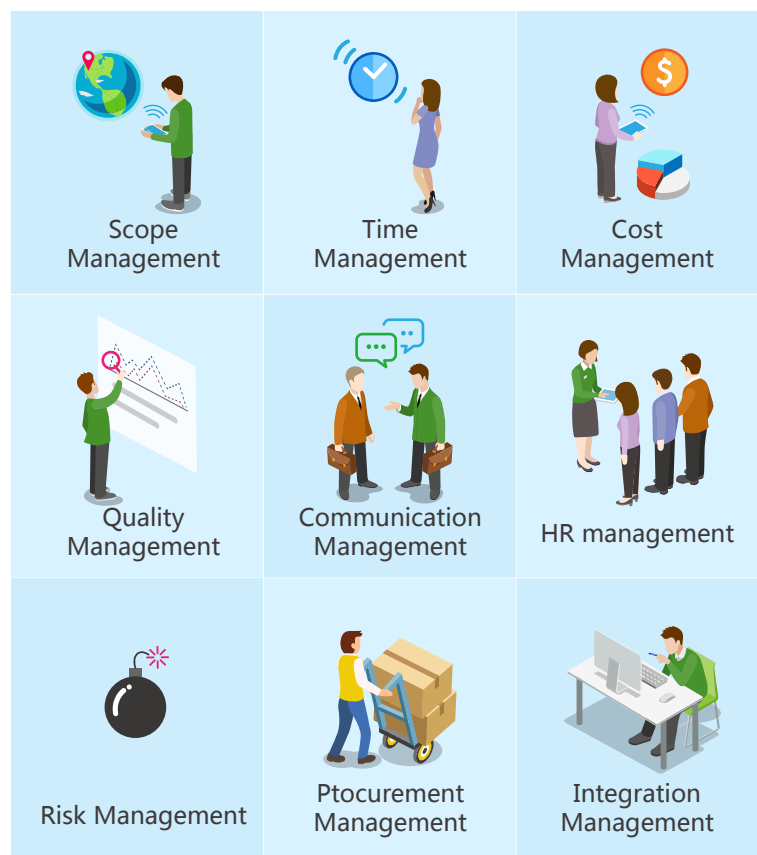 Scope
Management
Time
Management
$
Cost
Management
Quality
Management
Communication
Management
HR management
Risk Management
Ptocurement
Management
Integration
Management